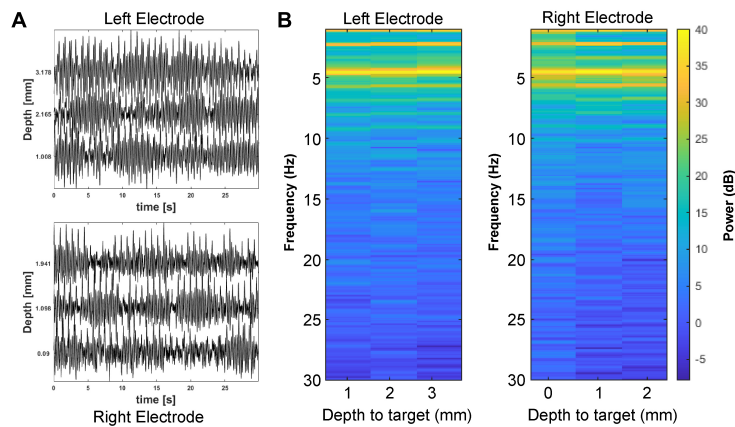 A
Left Electrode
Depth [mm]
3.178
2.165
1.008
0 5 10 15 20 25
time [s]
Depth [mm]
1.941
1.098
0.09
0 5 10 15 20 25
time [s]
Right Electrode
B
Left Electrode
Frequency (Hz)
5
10
15
20
25
30
1 2 3
Depth to target (mm)
Right Electrode
Frequency (Hz)
5
10
15
20
25
30
0 1 2
Depth to target (mm)
40
35
30
25
20
15
10
5
0
-5
Power (dB)